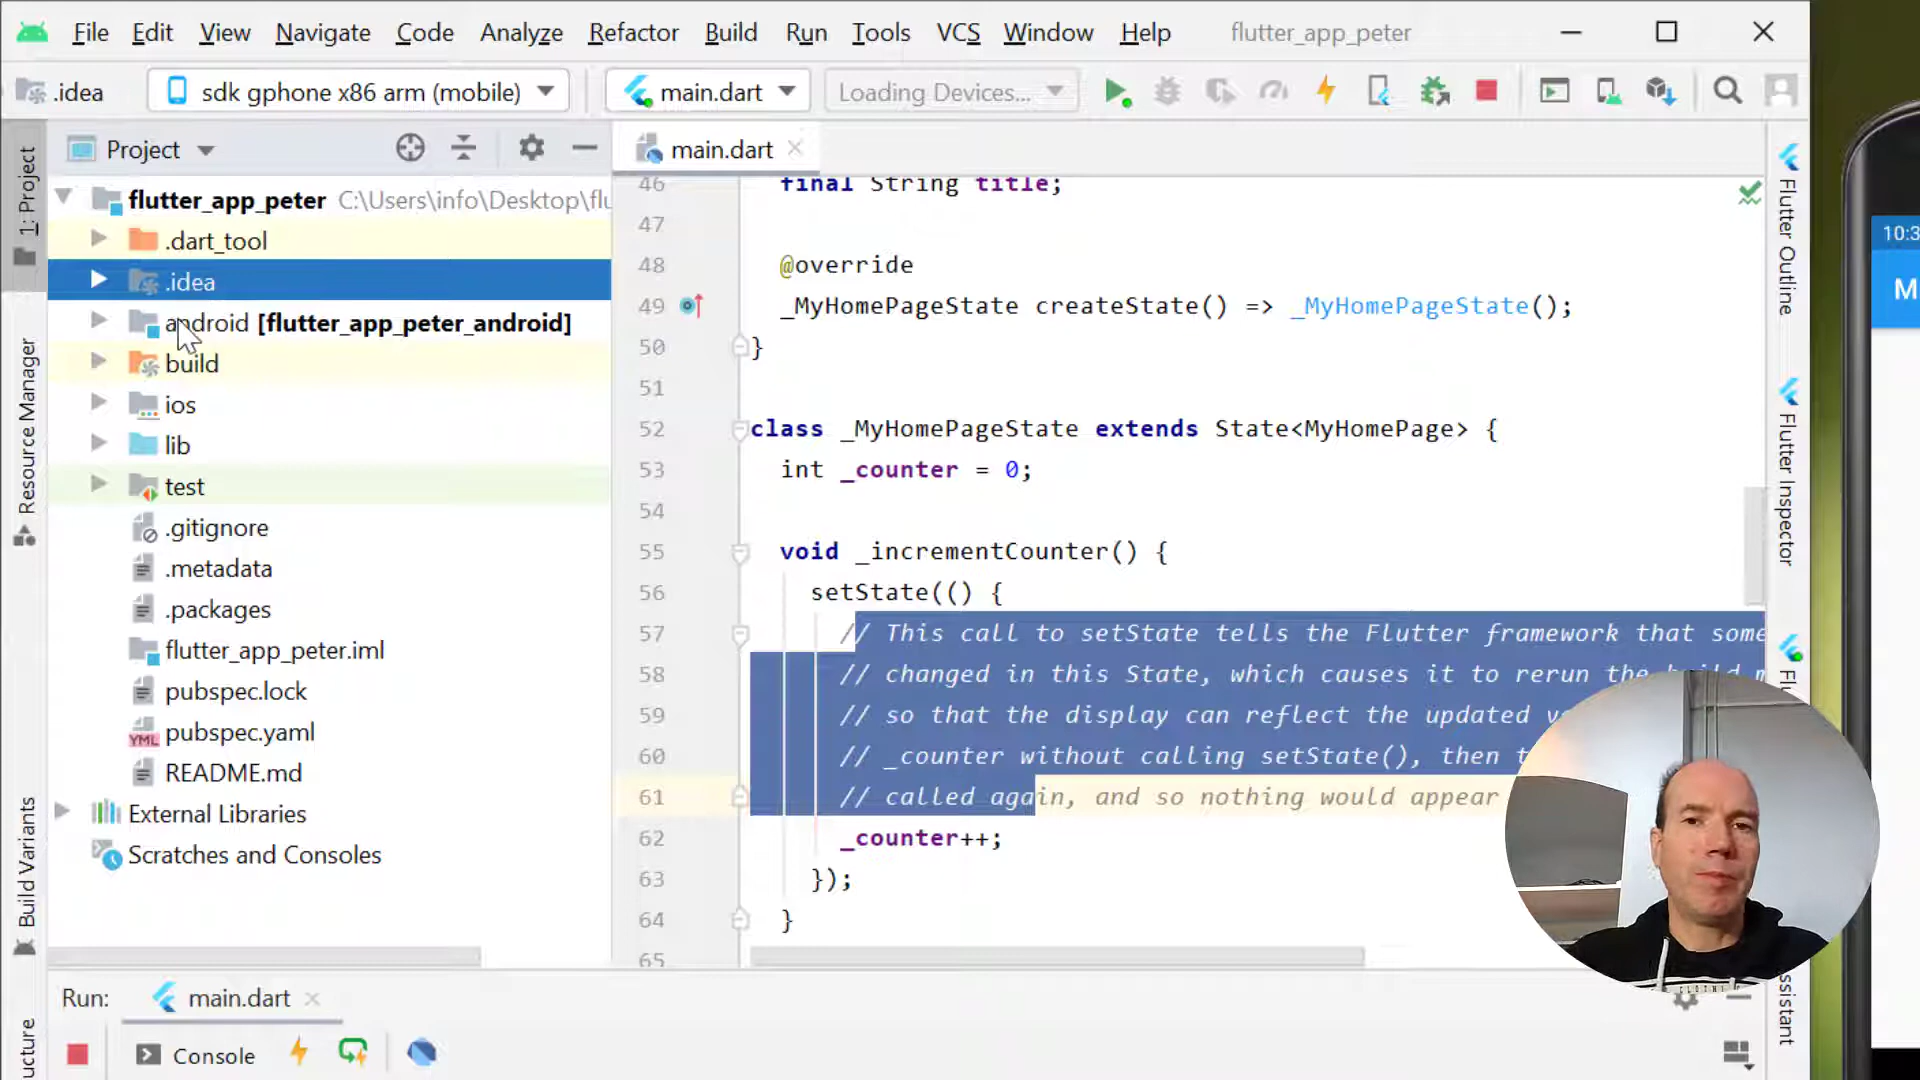 File Edit View Navigate Code Analyze Refactor Build Run Tools VCS Window Help flutter_app_peter
.idea sdk gphone x86 arm (mobile) main.dart Loading Devices...
Project
main.dart
1: Project
Resource Manager
Build Variants
ucture
flutter_app_peter C:\Users\info\Desktop\flu
.dart_tool
.idea
android [flutter_app_peter_android]
build
ios
lib
test
.gitignore
.metadata
.packages
flutter_app_peter.iml
pubspec.lock
YML pubspec.yaml
README.md
External Libraries
Scratches and Consoles
46 final String title;
47
48 @override
49 _MyHomePageState createState() => _MyHomePageState();
50 }
51
52 class _MyHomePageState extends State<MyHomePage> {
53 int _counter = 0;
54
55 void _incrementCounter() {
56 setState(() {
57 // This call to setState tells the Flutter framework that some
58 // changed in this State, which causes it to rerun the build m
59 // so that the display can reflect the updated v
60 // _counter without calling setState(), then t
61 // called again, and so nothing would appear
62 _counter++;
63 });
64 }
65
Flutter Outline
Flutter Inspector
Flu
ssistant
10:3
M
Run: main.dart
Console